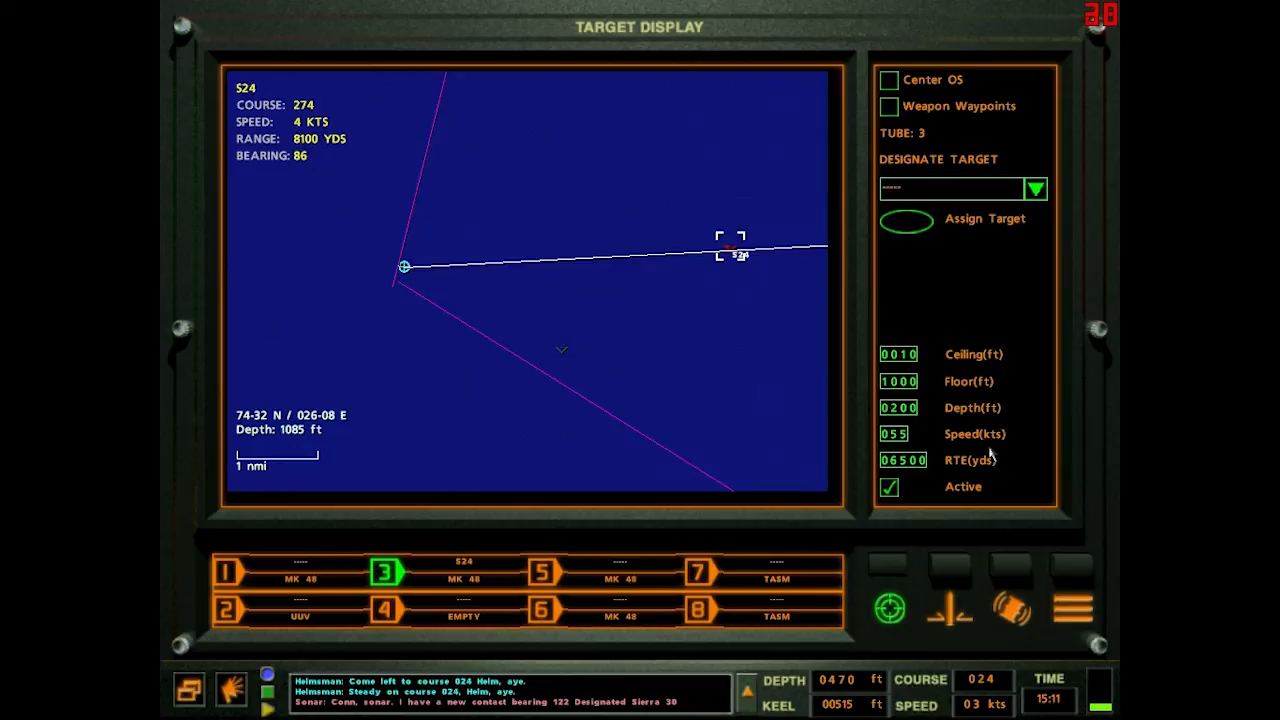 TARGET DISPLAY
38
S24
COURSE: 274
SPEED: 4 KTS
RANGE: 8100 YDS
BEARING: 86
S24
74-32 N / 026-08 E
Depth: 1085 ft
1 nmi
Center OS
Weapon Waypoints
TUBE: 3
DESIGNATE TARGET
-----
Assign Target
0010 Ceiling(ft)
1000 Floor(ft)
0200 Depth(ft)
055 Speed(kts)
06500 RTE(yds)
Active
1 ----- MK 48
3 S24 MK 48
5 ----- MK 48
7 ----- TASM
2 ----- UUV
4 ----- EMPTY
6 ----- MK 48
8 ----- TASM
Helmsman: Come left to course 024 Helm, aye.
Helmsman: Steady on course 024, Helm, aye.
Sonar: Conn, sonar. I have a new contact bearing 122 Designated Sierra 30
DEPTH 0470 ft COURSE 024 TIME
KEEL 00515 ft SPEED 03 kts 15:11